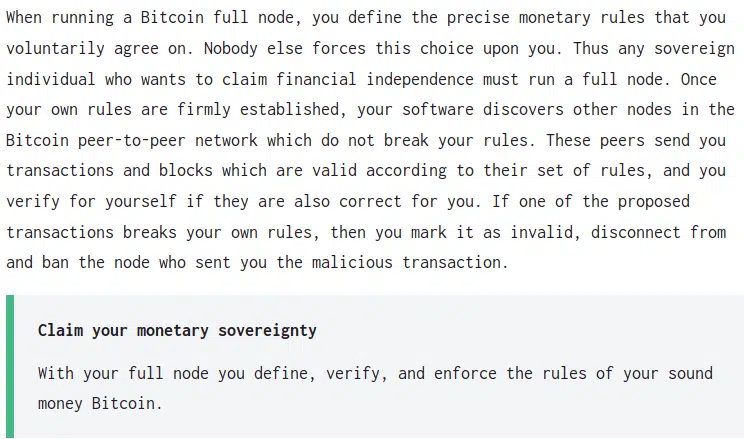 When running a Bitcoin full node, you define the precise monetary rules that you
voluntarily agree on. Nobody else forces this choice upon you. Thus any sovereign
individual who wants to claim financial independence must run a full node. Once
your own rules are firmly established, your software discovers other nodes in the
Bitcoin peer-to-peer network which do not break your rules. These peers send you
transactions and blocks which are valid according to their set of rules, and you
verify for yourself if they are also correct for you. If one of the proposed
transactions breaks your own rules, then you mark it as invalid, disconnect from
and ban the node who sent you the malicious transaction.
Claim your monetary sovereignty
With your full node you define, verify, and enforce the rules of your sound
money Bitcoin.